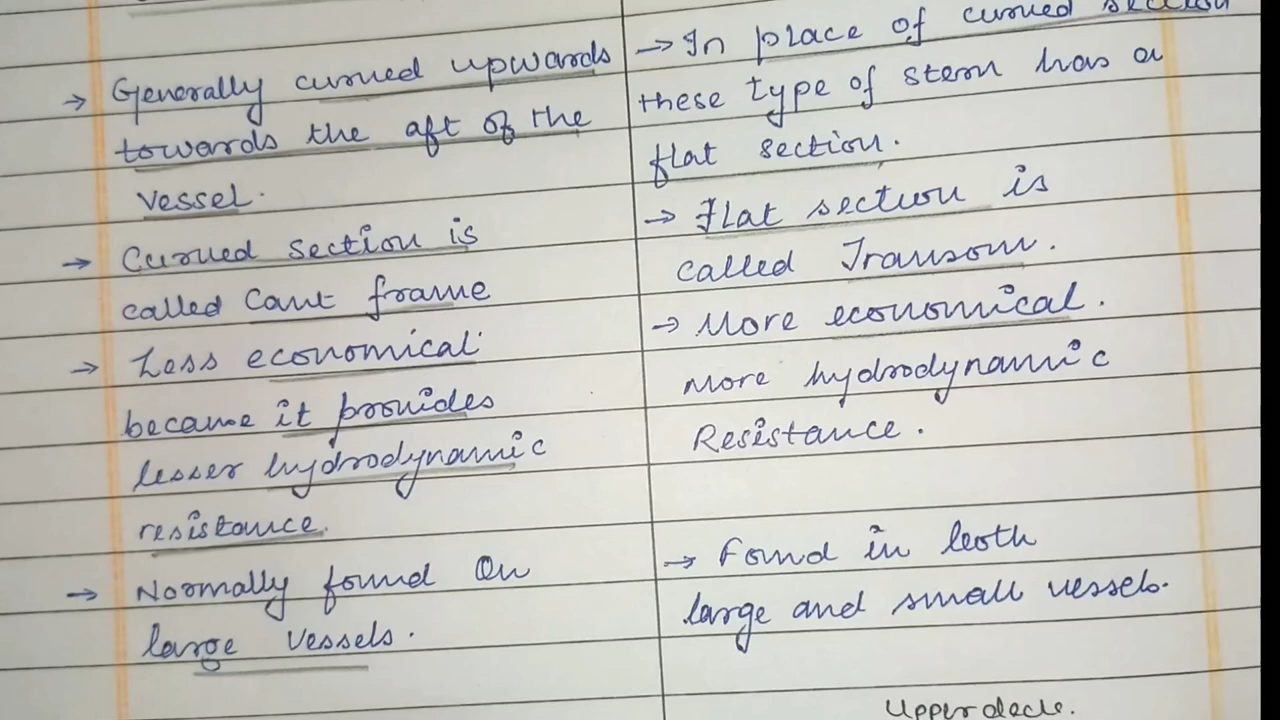 → Generally curved upwards
towards the aft of the
vessel.
→ Curved section is
called Cant frame
→ Less economical
because it provides
lesser hydrodynamic
resistance.
→ Normally found On
large vessels.
→ In place of curved section
these type of stern has a
flat section.
→ Flat section is
called Transom.
→ More economical.
More hydrodynamic
Resistance.
→ Found in both
large and small vessels.
Upper deck.